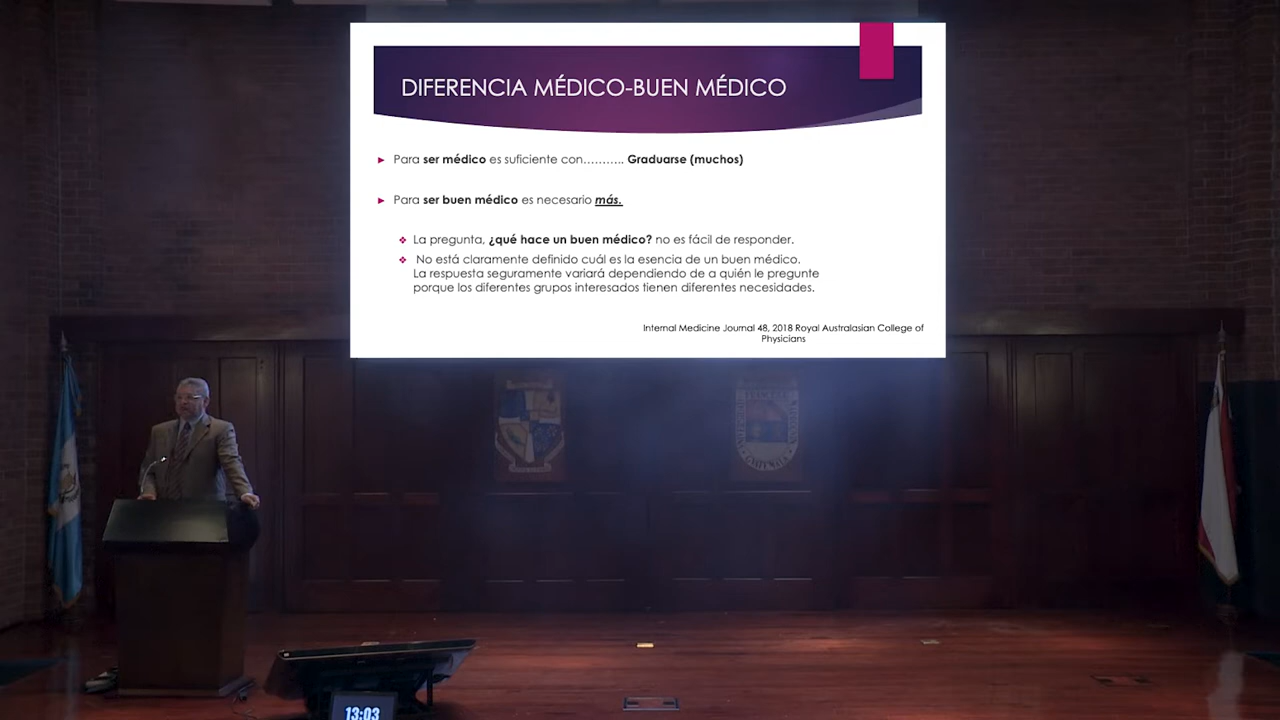 DIFERENCIA MÉDICO-BUEN MÉDICO
Para ser médico es suficiente con……….. Graduarse (muchos)
Para ser buen médico es necesario más.
La pregunta, ¿qué hace un buen médico? no es fácil de responder.
No está claramente definido cuál es la esencia de un buen médico.
La respuesta seguramente variará dependiendo de a quién le pregunte
porque los diferentes grupos interesados tienen diferentes necesidades.
Internal Medicine Journal 48, 2018 Royal Australasian College of
Physicians
13:03